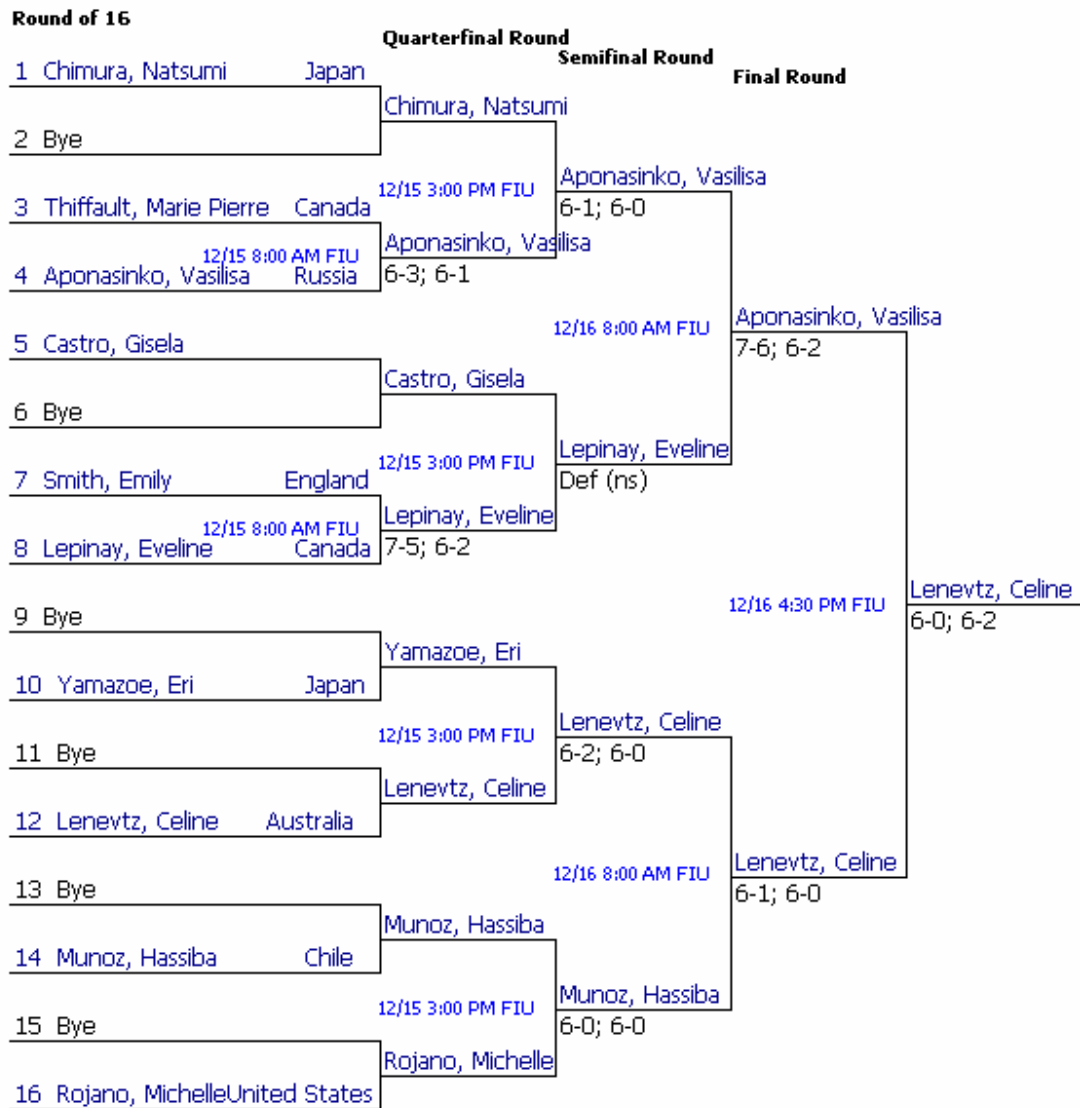 Round of 16
Quarterfinal Round
Semifinal Round
Final Round
1 Chimura, Natsumi Japan
Chimura, Natsumi
2 Bye
12/15 3:00 PM FIU
Aponasinko, Vasilisa
6-1; 6-0
3 Thiffault, Marie Pierre Canada
12/15 8:00 AM FIU
Aponasinko, Vasilisa
6-3; 6-1
4 Aponasinko, Vasilisa Russia
12/16 8:00 AM FIU
Aponasinko, Vasilisa
7-6; 6-2
5 Castro, Gisela
Castro, Gisela
6 Bye
12/15 3:00 PM FIU
Lepinay, Eveline
Def (ns)
7 Smith, Emily England
12/15 8:00 AM FIU
Lepinay, Eveline
7-5; 6-2
8 Lepinay, Eveline Canada
12/16 4:30 PM FIU
Lenevtz, Celine
6-0; 6-2
9 Bye
Yamazoe, Eri
10 Yamazoe, Eri Japan
12/15 3:00 PM FIU
Lenevtz, Celine
6-2; 6-0
11 Bye
Lenevtz, Celine
12 Lenevtz, Celine Australia
12/16 8:00 AM FIU
Lenevtz, Celine
6-1; 6-0
13 Bye
Munoz, Hassiba
14 Munoz, Hassiba Chile
12/15 3:00 PM FIU
Munoz, Hassiba
6-0; 6-0
15 Bye
Rojano, Michelle
16 Rojano, MichelleUnited States